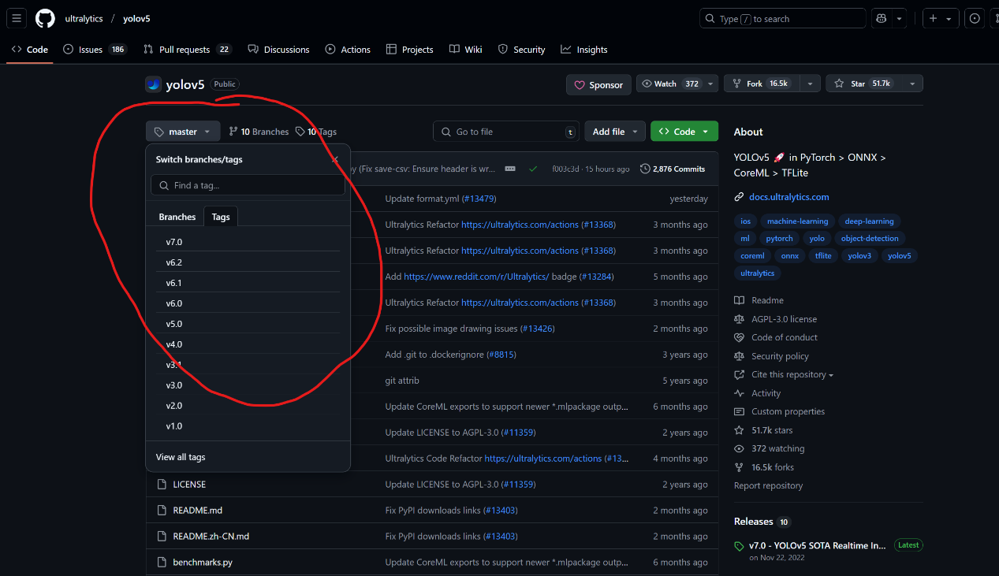 ultralytics / yolov5
Type / to search
Code
Issues 186
Pull requests 22
Discussions
Actions
Projects
Wiki
Security
Insights
yolov5 Public
Sponsor
Watch 372
Fork 16.5k
Star 51.7k
master
10 Branches
10 Tags
Go to file t
Add file
Code
Switch branches/tags
Find a tag...
Branches
Tags
v7.0
v6.2
v6.1
v6.0
v5.0
v4.0
v3.1
v3.0
v2.0
v1.0
View all tags
(Fix save-csv: Ensure header is wr... f003c3d · 15 hours ago 2,876 Commits
Update format.yml (#13479) yesterday
Ultralytics Refactor https://ultralytics.com/actions (#13368) 3 months ago
Ultralytics Refactor https://ultralytics.com/actions (#13368) 3 months ago
Add https://www.reddit.com/r/Ultralytics/ badge (#13284) 5 months ago
Ultralytics Refactor https://ultralytics.com/actions (#13368) 3 months ago
Fix possible image drawing issues (#13426) 2 months ago
Add .git to .dockerignore (#8815) 3 years ago
git attrib 5 years ago
Update CoreML exports to support newer *.mlpackage outp... 6 months ago
Update LICENSE to AGPL-3.0 (#11359) 2 years ago
Ultralytics Code Refactor https://ultralytics.com/actions (#13... 4 months ago
LICENSE Update LICENSE to AGPL-3.0 (#11359) 2 years ago
README.md Fix PyPI downloads links (#13403) 2 months ago
README.zh-CN.md Fix PyPI downloads links (#13403) 2 months ago
benchmarks.py Update CoreML exports to support newer *.mlpackage outp... 6 months ago
About
YOLOv5 🚀 in PyTorch > ONNX >
CoreML > TFLite
docs.ultralytics.com
ios machine-learning deep-learning
ml pytorch yolo object-detection
coreml onnx tflite yolov3 yolov5
ultralytics
Readme
AGPL-3.0 license
Code of conduct
Security policy
Cite this repository
Activity
Custom properties
51.7k stars
372 watching
16.5k forks
Report repository
Releases 10
v7.0 - YOLOv5 SOTA Realtime In... Latest
on Nov 22, 2022